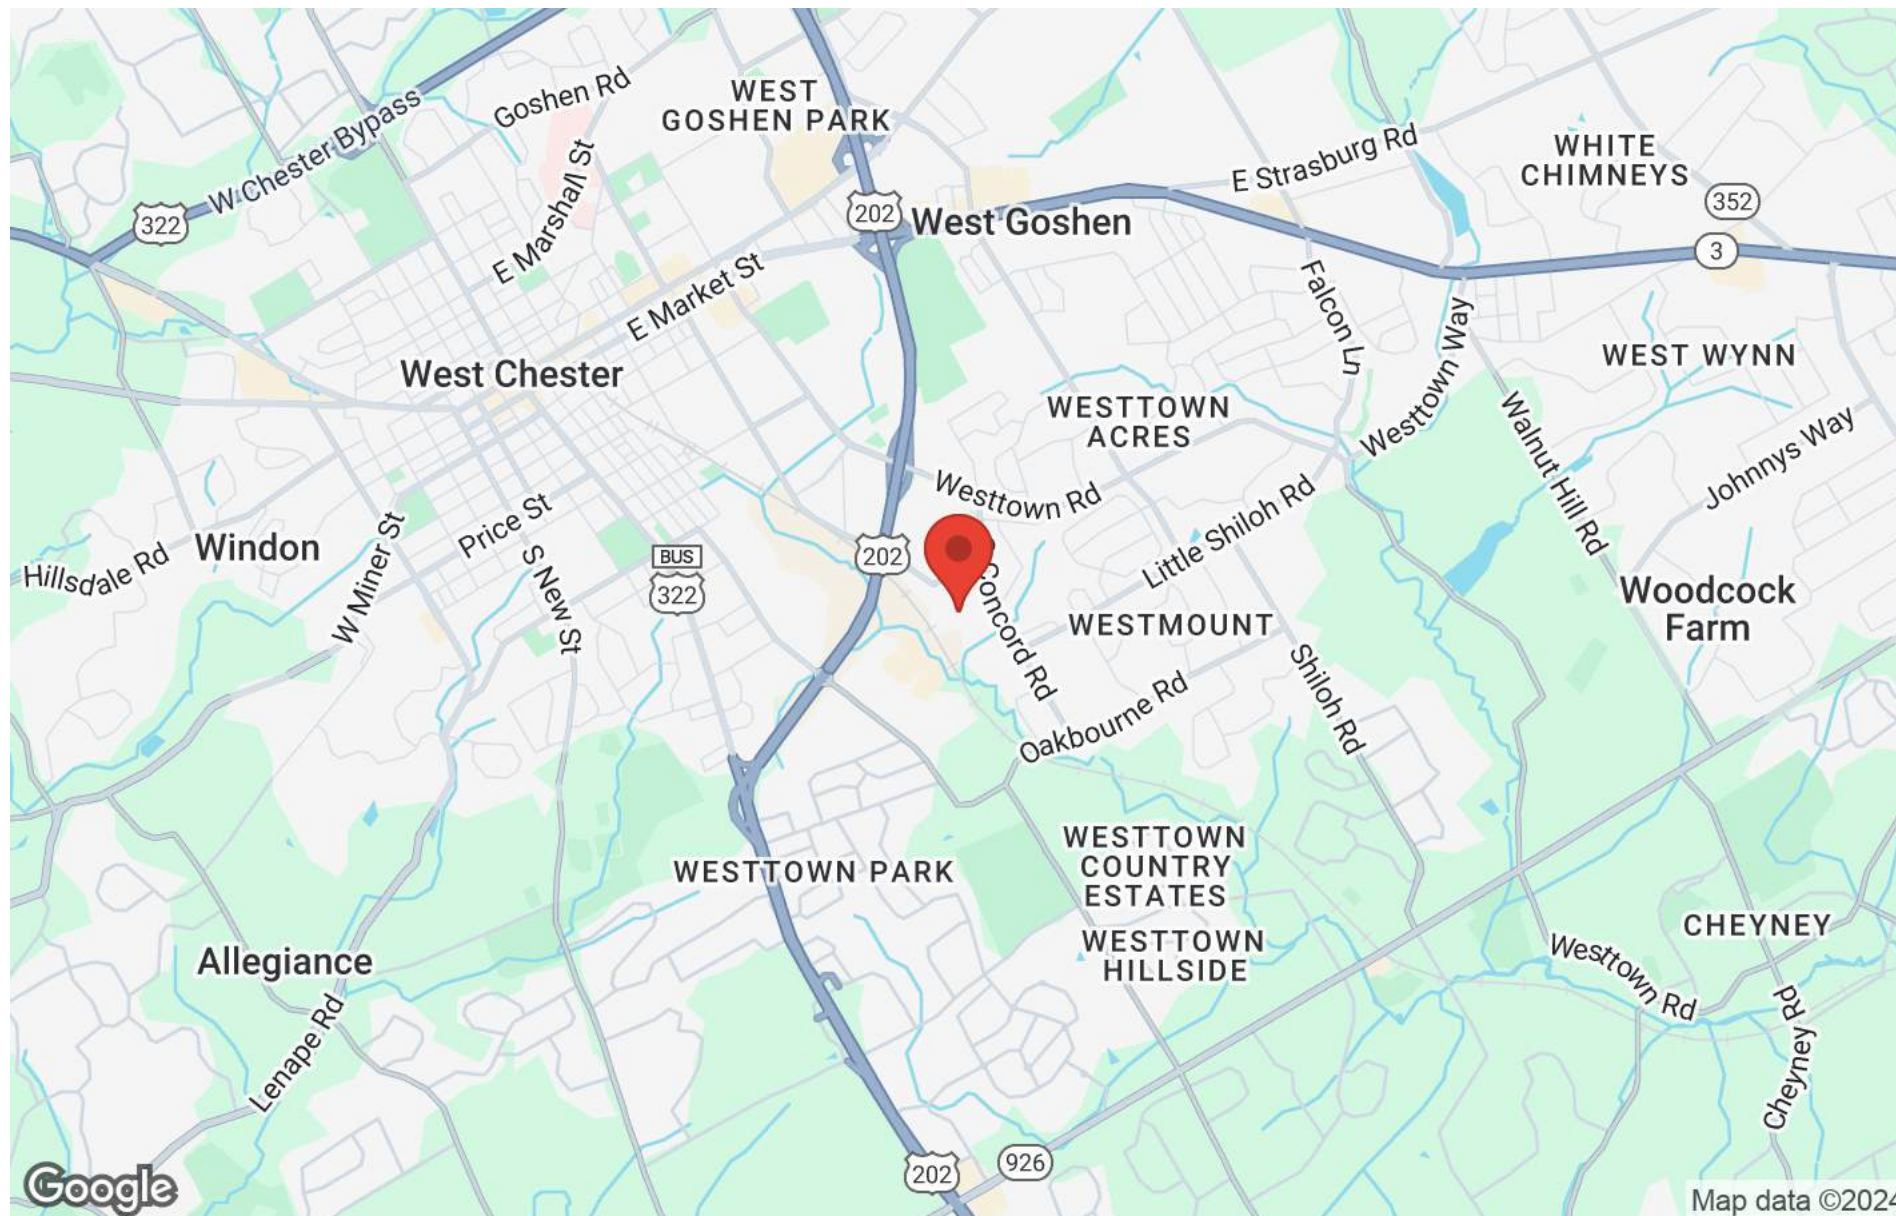 Goshen Rd
WEST
GOSHEN PARK
W Chester Bypass
E Marshall St
E Strasburg Rd
WHITE
CHIMNEYS
352
322
202
West Goshen
3
E Market St
Falcon Ln
Westtown Way
WEST WYNN
West Chester
WESTTOWN
ACRES
Walnut Hill Rd
Johnnys Way
Westtown Rd
Little Shiloh Rd
Price St
W Miner St
Windon
Hillsdale Rd
S New St
BUS
322
202
Concord Rd
WESTMOUNT
Woodcock
Farm
Shiloh Rd
Oakbourne Rd
WESTTOWN PARK
WESTTOWN
COUNTRY
ESTATES
WESTTOWN
HILLSIDE
CHEYNEY
Westtown Rd
Allegiance
Lenape Rd
Cheyney Rd
926
202
Google
Map data ©2024